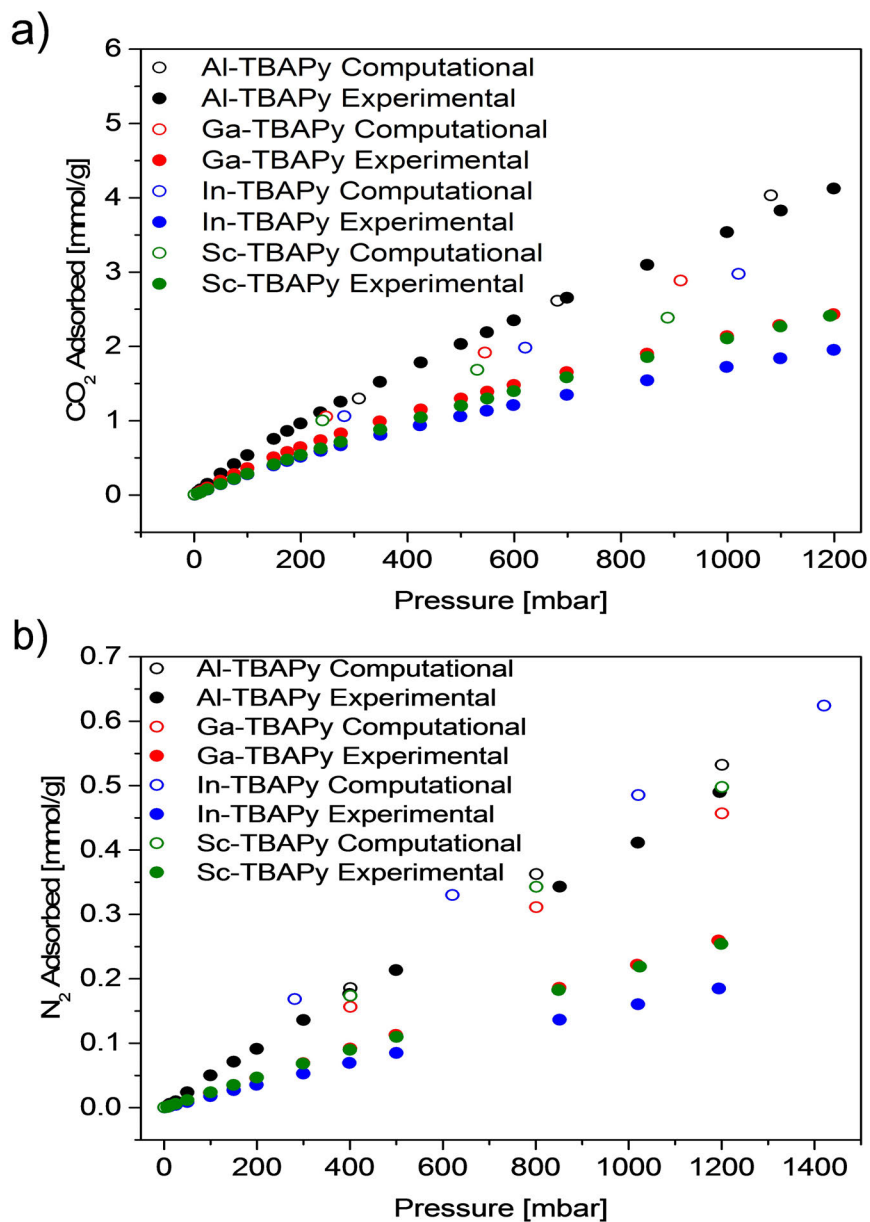 a)
6
5
4
3
2
1
0
CO2 Adsorbed [mmol/g]
Al-TBAPy Computational
Al-TBAPy Experimental
Ga-TBAPy Computational
Ga-TBAPy Experimental
In-TBAPy Computational
In-TBAPy Experimental
Sc-TBAPy Computational
Sc-TBAPy Experimental
0 200 400 600 800 1000 1200
Pressure [mbar]
b)
0.7
0.6
0.5
0.4
0.3
0.2
0.1
0.0
N2 Adsorbed [mmol/g]
Al-TBAPy Computational
Al-TBAPy Experimental
Ga-TBAPy Computational
Ga-TBAPy Experimental
In-TBAPy Computational
In-TBAPy Experimental
Sc-TBAPy Computational
Sc-TBAPy Experimental
0 200 400 600 800 1000 1200 1400
Pressure [mbar]